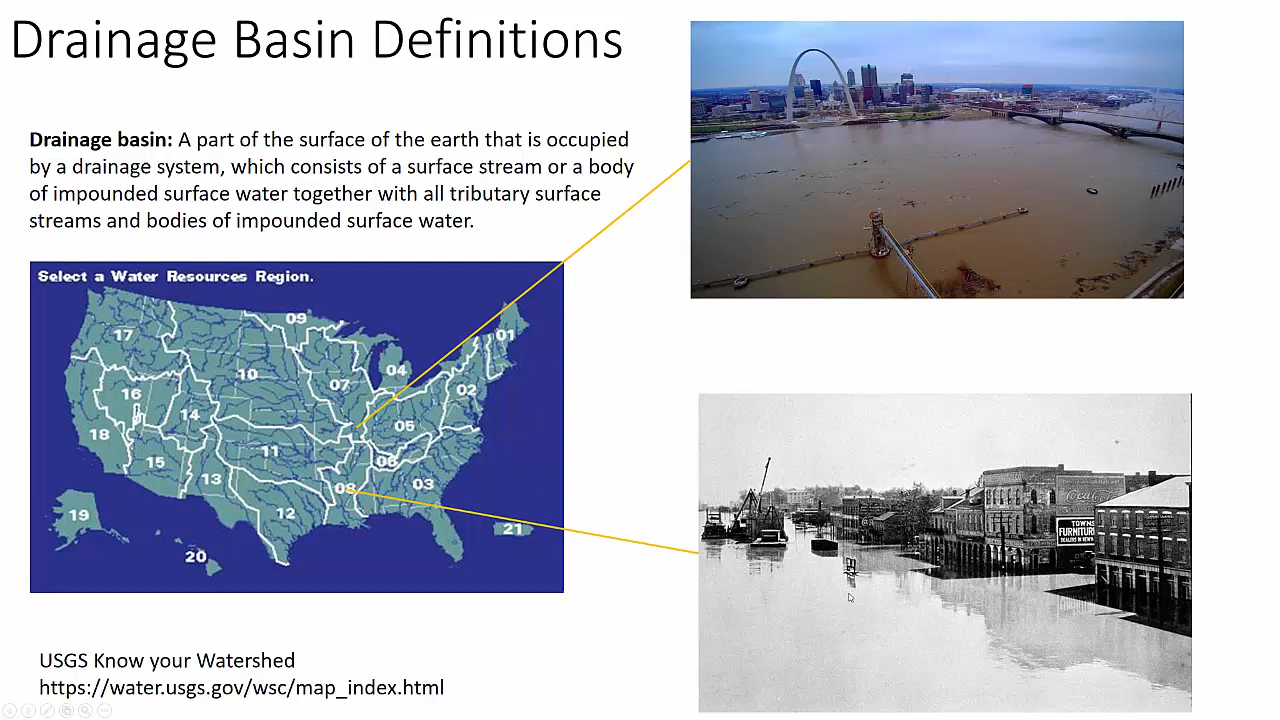 Drainage Basin Definitions
Drainage basin: A part of the surface of the earth that is occupied
by a drainage system, which consists of a surface stream or a body
of impounded surface water together with all tributary surface
streams and bodies of impounded surface water.
Select a Water Resources Region.
09
01
17
04
10
07
02
16
14
05
18
11
15
06
13
08
03
12
19
21
20
Coca-Cola
TOWNS
FURNITURE
USGS Know your Watershed
https://water.usgs.gov/wsc/map_index.html